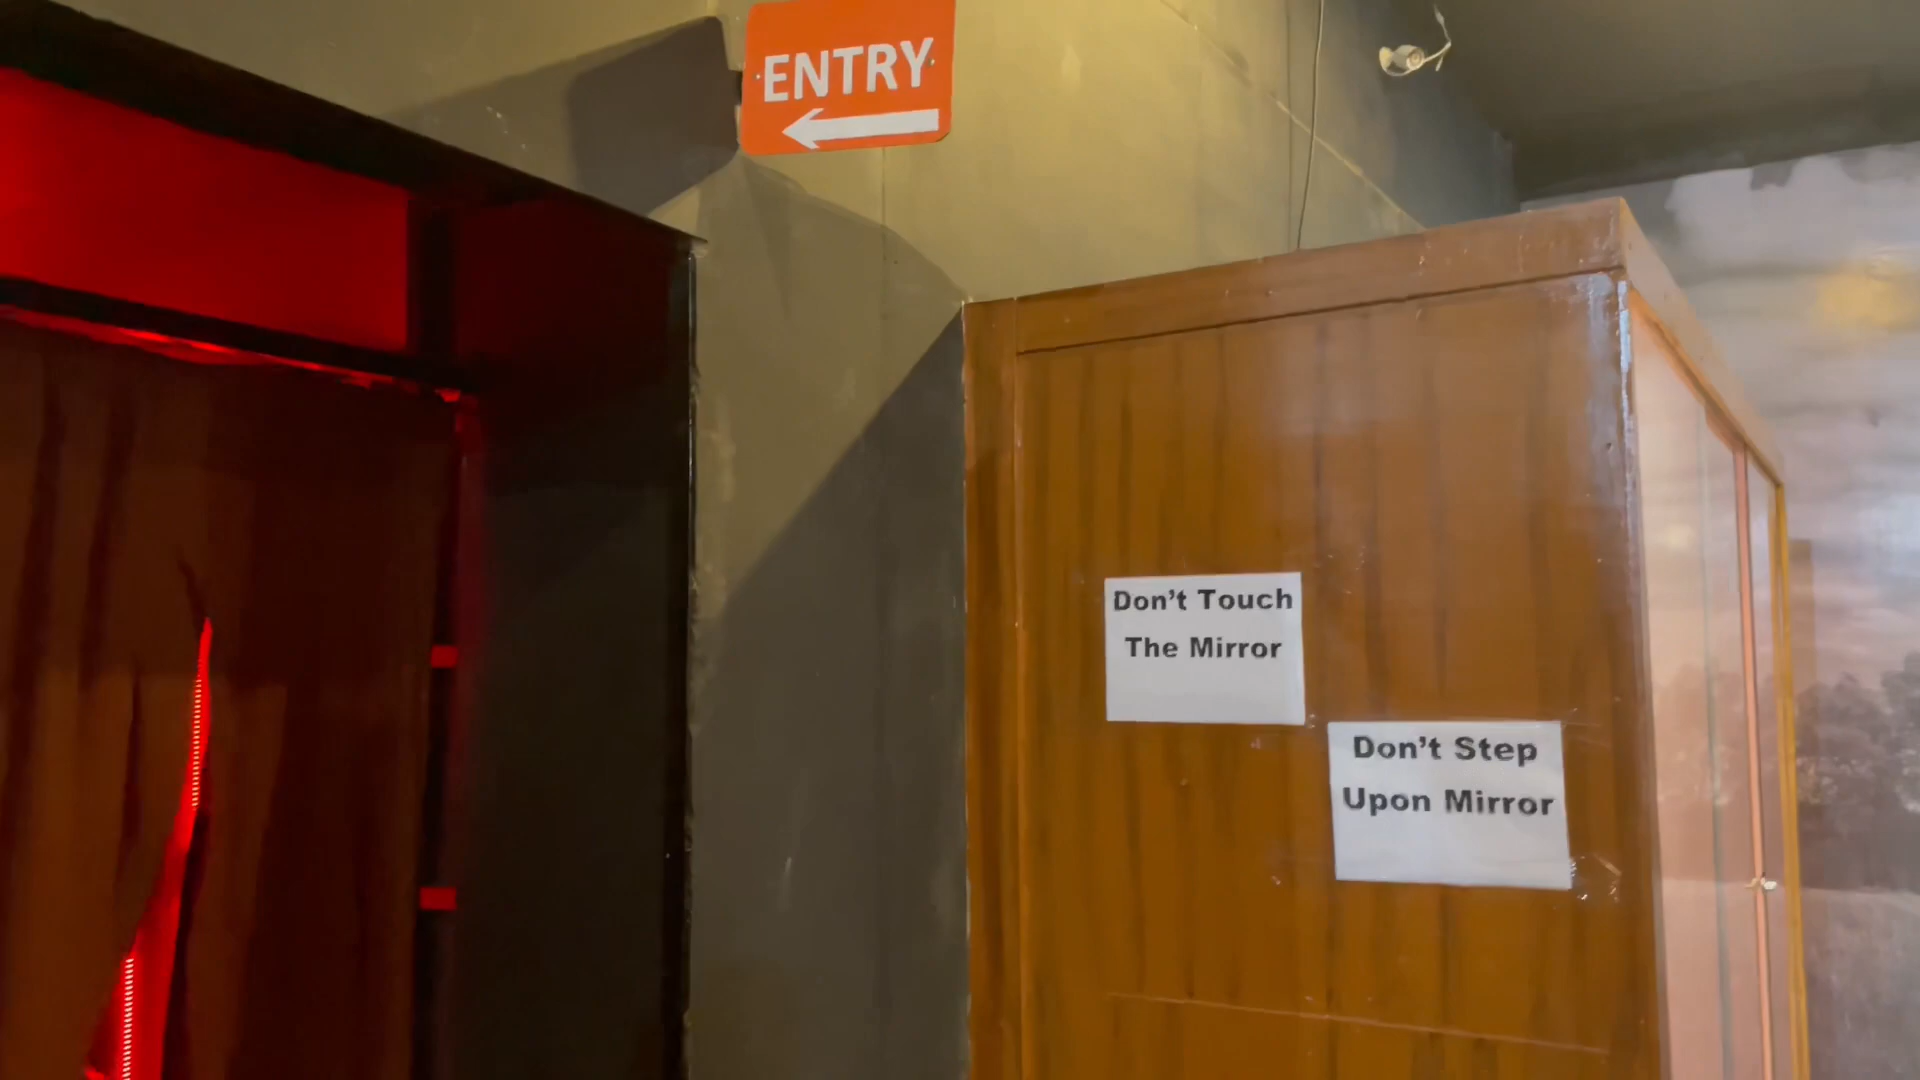 ENTRY
Don't Touch
The Mirror
Don't Step
Upon Mirror